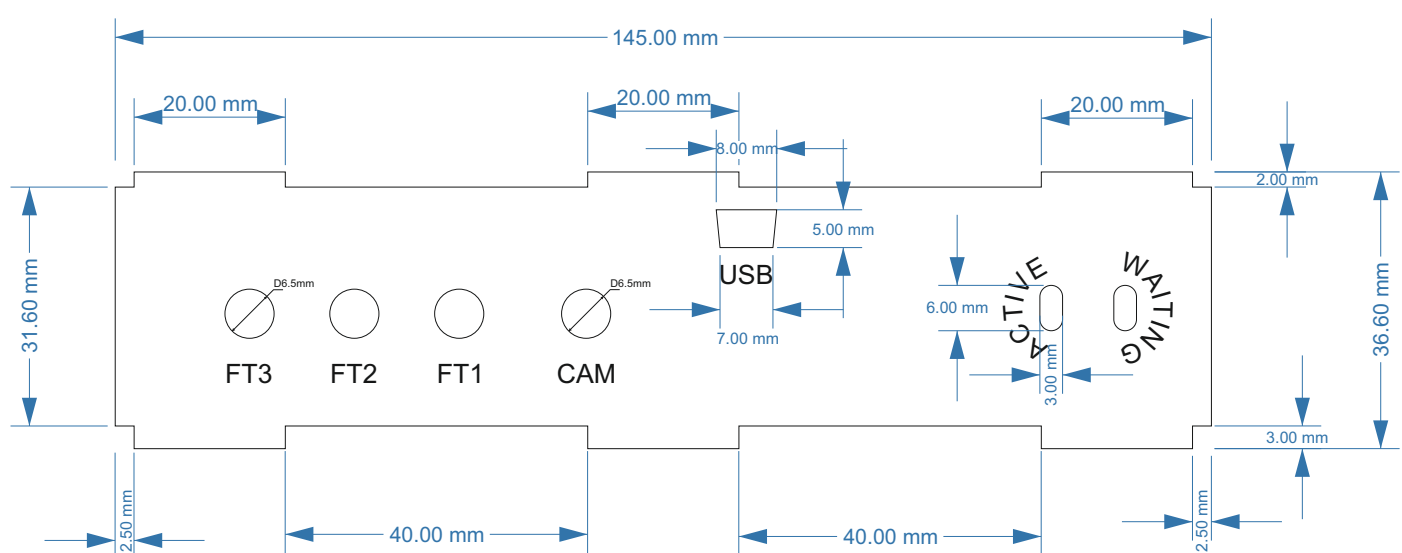 145.00 mm
20.00 mm
20.00 mm
20.00 mm
8.00 mm
2.00 mm
5.00 mm
USB
ACTIVE
WAITING
D6.5mm
D6.5mm
6.00 mm
31.60 mm
36.60 mm
7.00 mm
FT3
FT2
FT1
CAM
3.00 mm
3.00 mm
2.50 mm
40.00 mm
40.00 mm
2.50 mm